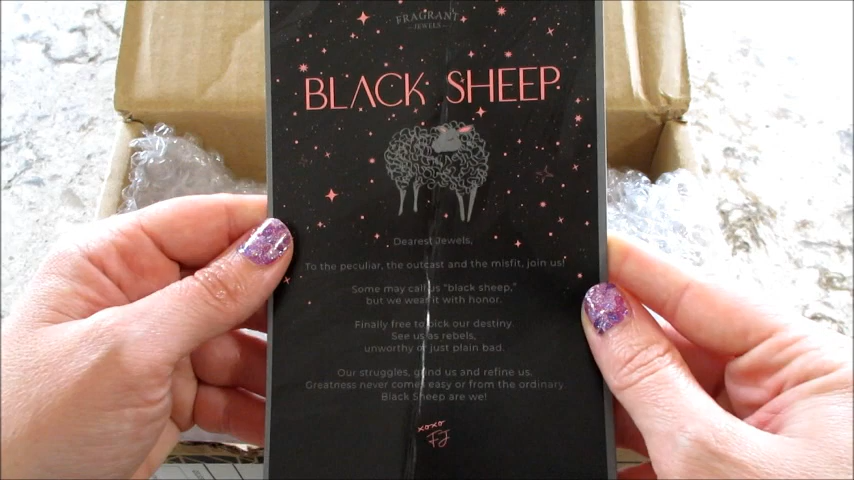 FRAGRANT
JEWELS
BLACK SHEEP
Dearest Jewels,
To the peculiar, the outcast and the misfit, join us!
Some may call us "black sheep,"
but we wear it with honor.
Finally free to pick our destiny.
See us as rebels,
unworthy or just plain bad.
Our struggles, grind us and refine us.
Greatness never comes easy or from the ordinary
Black Sheep are we!
xoxo
FJ